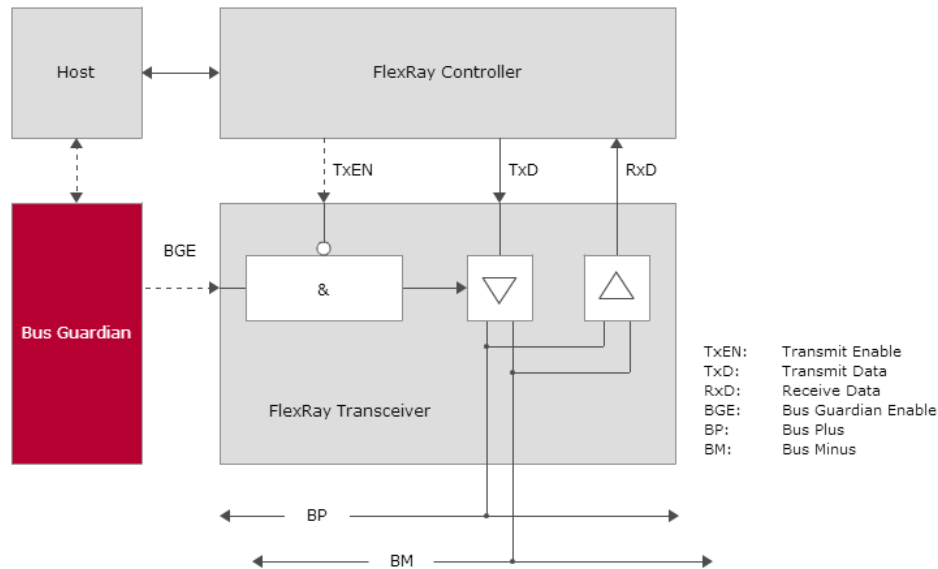 Host
FlexRay Controller
TxEN
TxD
RxD
BGE
&
Bus Guardian
FlexRay Transceiver
TxEN: Transmit Enable
TxD: Transmit Data
RxD: Receive Data
BGE: Bus Guardian Enable
BP: Bus Plus
BM: Bus Minus
BP
BM